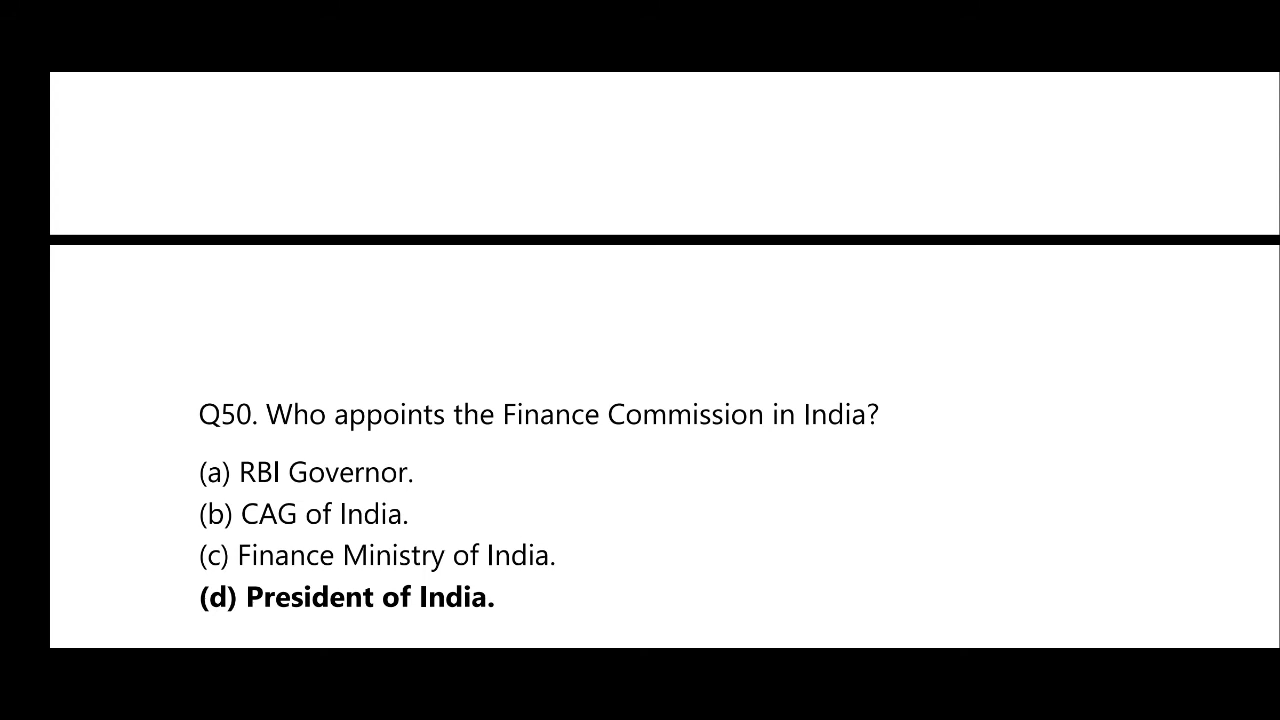 Q50. Who appoints the Finance Commission in India?
(a) RBI Governor.
(b) CAG of India.
(c) Finance Ministry of India.
(d) President of India.